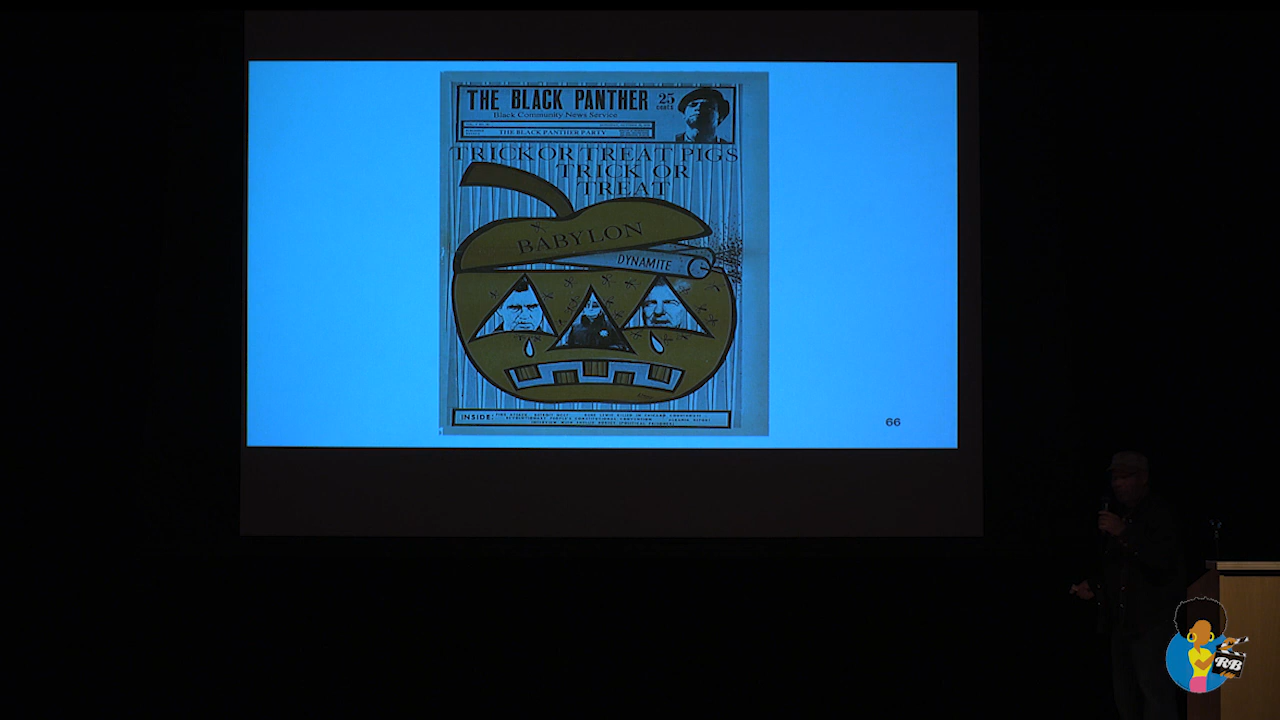 THE BLACK PANTHER
25
cents
Black Community News Service
THE BLACK PANTHER PARTY
TRICK OR TREAT PIGS
TRICK OR
TREAT
BABYLON
DYNAMITE
INSIDE:
66
RB